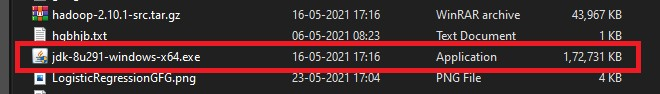 hadoop-2.10.1-src.tar.gz 16-05-2021 17:16 WinRAR archive 43,967 KB
hgbhjb.txt 06-05-2021 08:23 Text Document 1 KB
jdk-8u291-windows-x64.exe 16-05-2021 17:16 Application 1,72,731 KB
LogisticRegressionGFG.png 23-05-2021 17:04 PNG File 4 KB